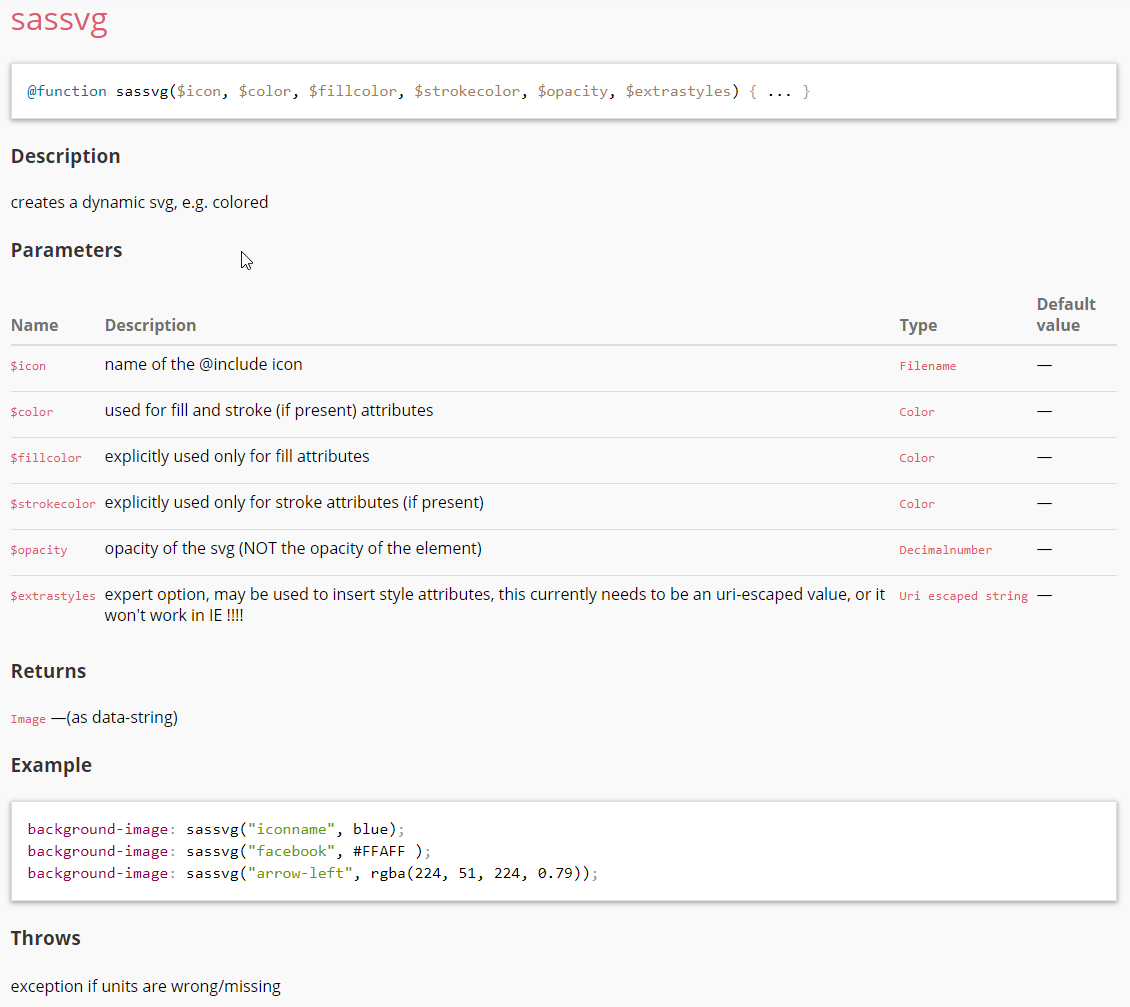 sassvg
@function sassvg($icon, $color, $fillcolor, $strokecolor, $opacity, $extrastyles) { ... }
Description
creates a dynamic svg, e.g. colored
Parameters
Name Description Type Default value
$icon name of the @include icon Filename —
$color used for fill and stroke (if present) attributes Color —
$fillcolor explicitly used only for fill attributes Color —
$strokecolor explicitly used only for stroke attributes (if present) Color —
$opacity opacity of the svg (NOT the opacity of the element) Decimalnumber —
$extrastyles expert option, may be used to insert style attributes, this currently needs to be an uri-escaped value, or it Uri escaped string —
won't work in IE !!!!
Returns
Image —(as data-string)
Example
background-image: sassvg("iconname", blue);
background-image: sassvg("facebook", #FFAFF );
background-image: sassvg("arrow-left", rgba(224, 51, 224, 0.79));
Throws
exception if units are wrong/missing